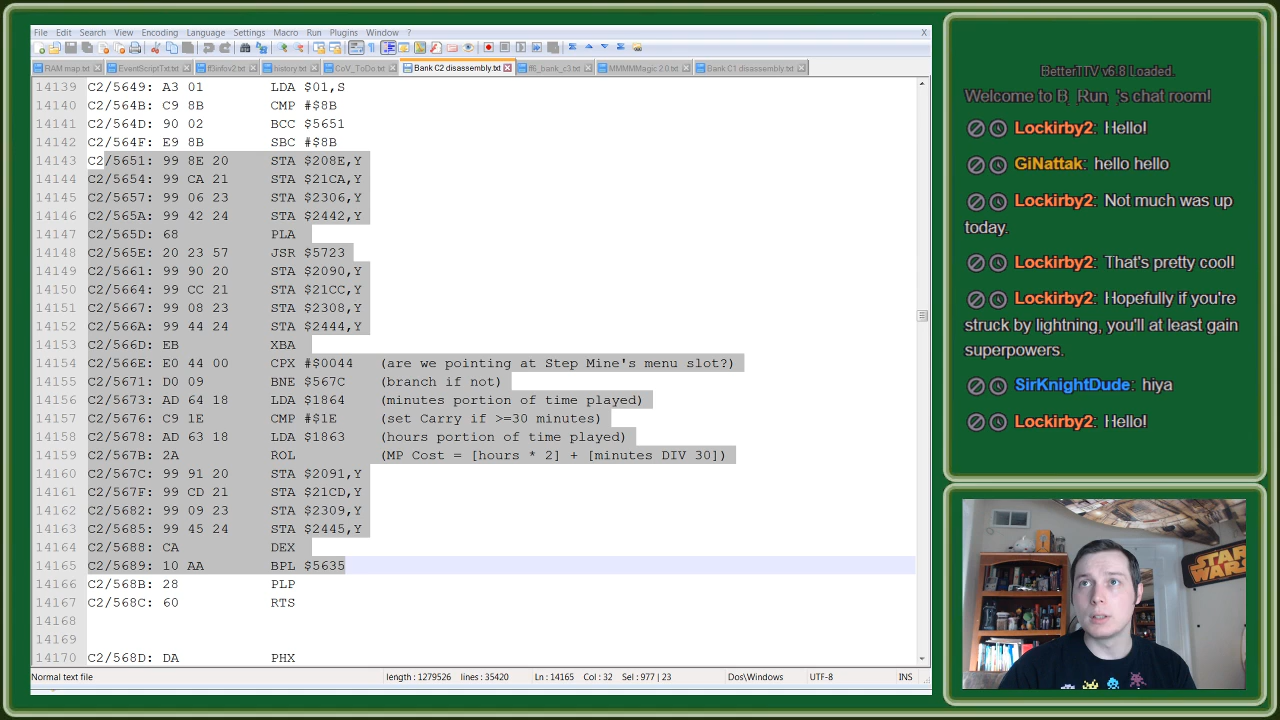 File Edit Search View Encoding Language Settings Macro Run Plugins Window ? X
RAM map.txt EventScriptTxt.txt ff3infov2.txt history.txt CoV_ToDo.txt Bank C2 disassembly.txt ff6_bank_c3.txt MMMMMagic 2.0.txt Bank C1 disassembly.txt
14139 C2/5649: A3 01 LDA $01,S
14140 C2/564B: C9 8B CMP #$8B
14141 C2/564D: 90 02 BCC $5651
14142 C2/564F: E9 8B SBC #$8B
14143 C2/5651: 99 8E 20 STA $208E,Y
14144 C2/5654: 99 CA 21 STA $21CA,Y
14145 C2/5657: 99 06 23 STA $2306,Y
14146 C2/565A: 99 42 24 STA $2442,Y
14147 C2/565D: 68 PLA
14148 C2/565E: 20 23 57 JSR $5723
14149 C2/5661: 99 90 20 STA $2090,Y
14150 C2/5664: 99 CC 21 STA $21CC,Y
14151 C2/5667: 99 08 23 STA $2308,Y
14152 C2/566A: 99 44 24 STA $2444,Y
14153 C2/566D: EB XBA
14154 C2/566E: E0 44 00 CPX #$0044 (are we pointing at Step Mine's menu slot?)
14155 C2/5671: D0 09 BNE $567C (branch if not)
14156 C2/5673: AD 64 18 LDA $1864 (minutes portion of time played)
14157 C2/5676: C9 1E CMP #$1E (set Carry if >=30 minutes)
14158 C2/5678: AD 63 18 LDA $1863 (hours portion of time played)
14159 C2/567B: 2A ROL (MP Cost = [hours * 2] + [minutes DIV 30])
14160 C2/567C: 99 91 20 STA $2091,Y
14161 C2/567F: 99 CD 21 STA $21CD,Y
14162 C2/5682: 99 09 23 STA $2309,Y
14163 C2/5685: 99 45 24 STA $2445,Y
14164 C2/5688: CA DEX
14165 C2/5689: 10 AA BPL $5635
14166 C2/568B: 28 PLP
14167 C2/568C: 60 RTS
14168
14169
14170 C2/568D: DA PHX
Normal text file length : 1279526 lines : 35420 Ln : 14165 Col : 32 Sel : 977 | 23 Dos\Windows UTF-8 INS
BetterTTV v6.8 Loaded.
Welcome to B_Run_'s chat room!
Lockirby2: Hello!
GiNattak: hello hello
Lockirby2: Not much was up
today.
Lockirby2: That's pretty cool!
Lockirby2: Hopefully if you're
struck by lightning, you'll at least gain
superpowers.
SirKnightDude: hiya
Lockirby2: Hello!
STAR
WARS